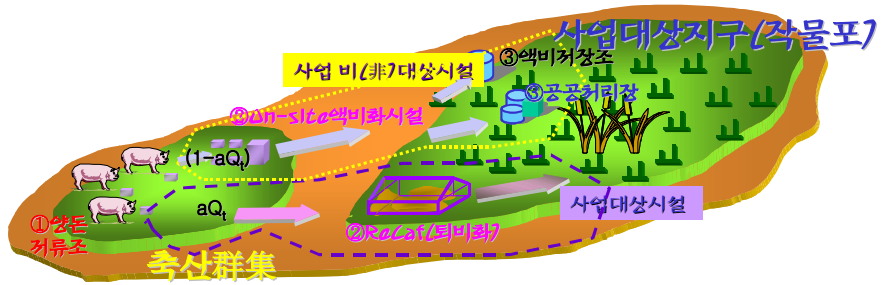 사업대상지구(작물포)
사업 비(非)대상시설
③액비저장조
③공공처리장
③On-site액비화시설
(1-aQt)
aQt
사업대상시설
①양돈
저류조
②ReCaf(퇴비화)
축산群集